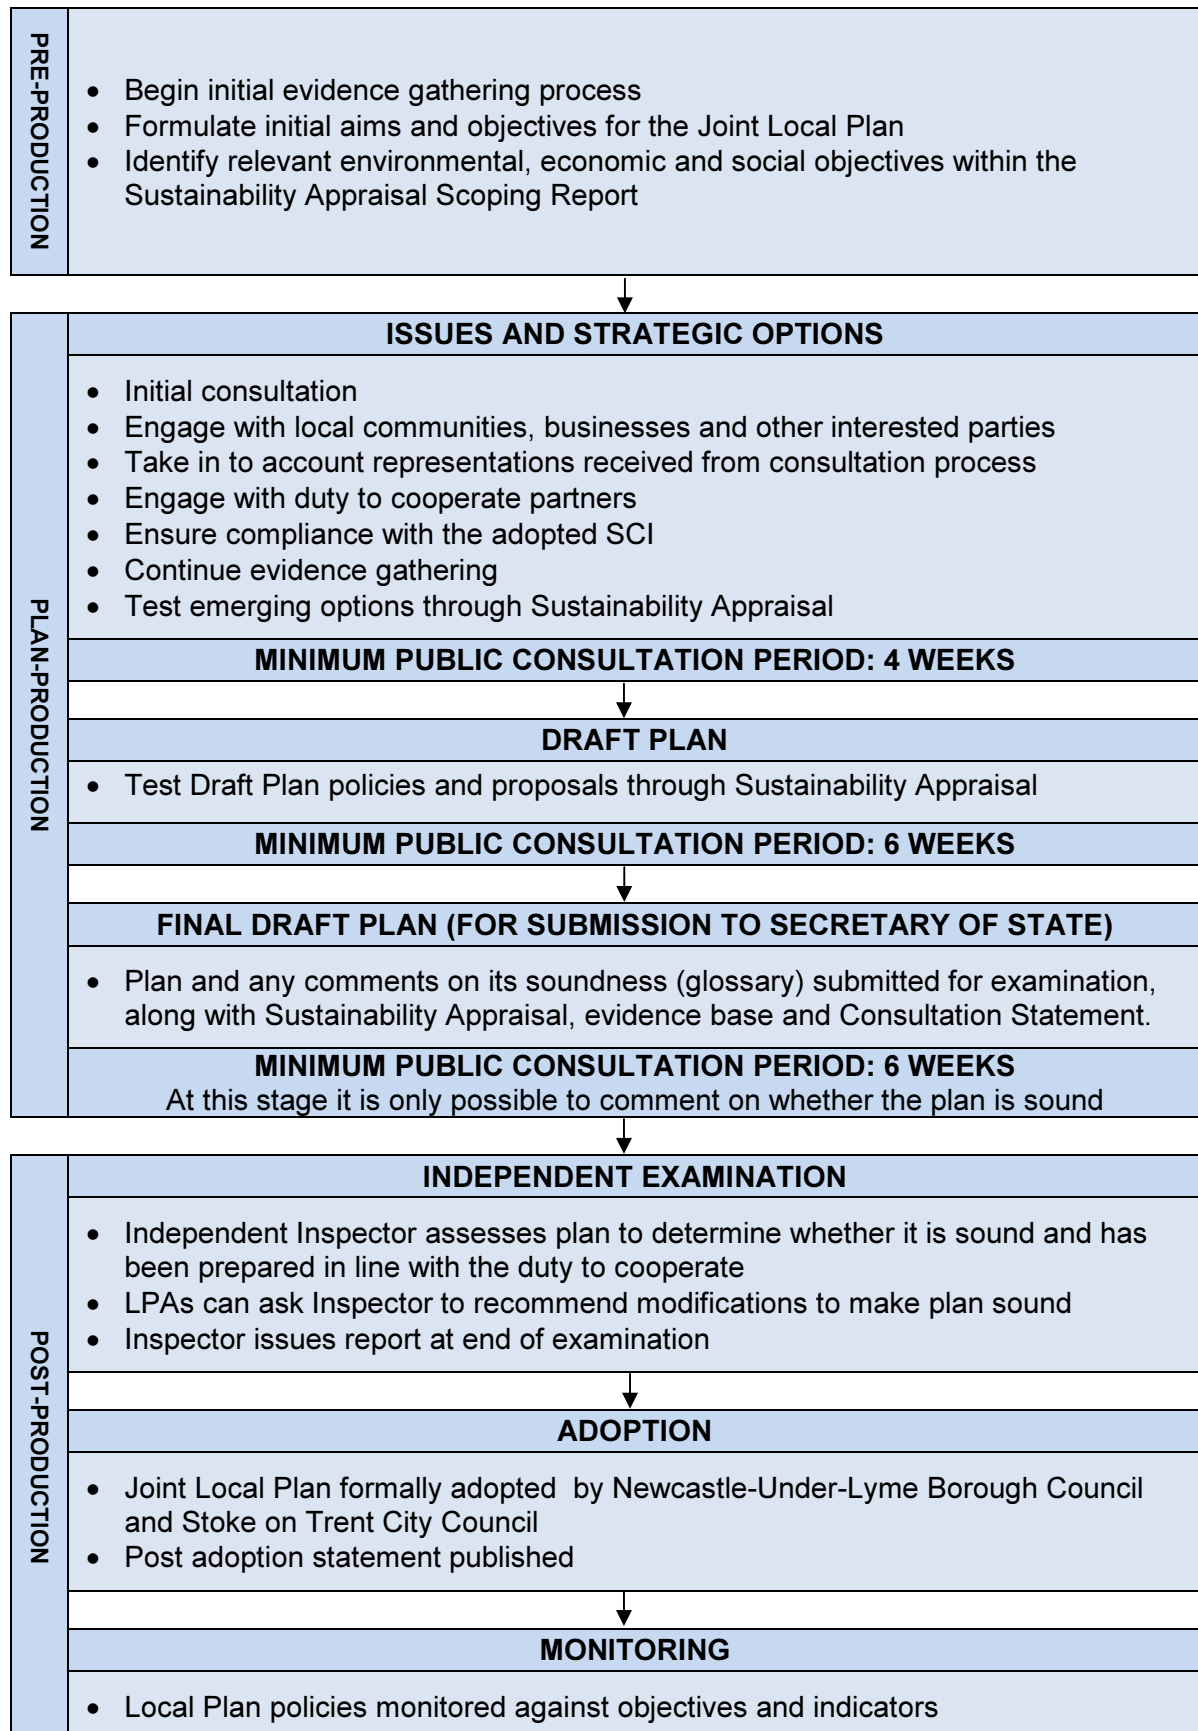 PRE-PRODUCTION
• Begin initial evidence gathering process
• Formulate initial aims and objectives for the Joint Local Plan
• Identify relevant environmental, economic and social objectives within the
Sustainability Appraisal Scoping Report
PLAN-PRODUCTION
ISSUES AND STRATEGIC OPTIONS
• Initial consultation
• Engage with local communities, businesses and other interested parties
• Take in to account representations received from consultation process
• Engage with duty to cooperate partners
• Ensure compliance with the adopted SCI
• Continue evidence gathering
• Test emerging options through Sustainability Appraisal
MINIMUM PUBLIC CONSULTATION PERIOD: 4 WEEKS
DRAFT PLAN
• Test Draft Plan policies and proposals through Sustainability Appraisal
MINIMUM PUBLIC CONSULTATION PERIOD: 6 WEEKS
FINAL DRAFT PLAN (FOR SUBMISSION TO SECRETARY OF STATE)
• Plan and any comments on its soundness (glossary) submitted for examination,
along with Sustainability Appraisal, evidence base and Consultation Statement.
MINIMUM PUBLIC CONSULTATION PERIOD: 6 WEEKS
At this stage it is only possible to comment on whether the plan is sound
POST-PRODUCTION
INDEPENDENT EXAMINATION
• Independent Inspector assesses plan to determine whether it is sound and has
been prepared in line with the duty to cooperate
• LPAs can ask Inspector to recommend modifications to make plan sound
• Inspector issues report at end of examination
ADOPTION
• Joint Local Plan formally adopted  by Newcastle-Under-Lyme Borough Council
and Stoke on Trent City Council
• Post adoption statement published
MONITORING
• Local Plan policies monitored against objectives and indicators